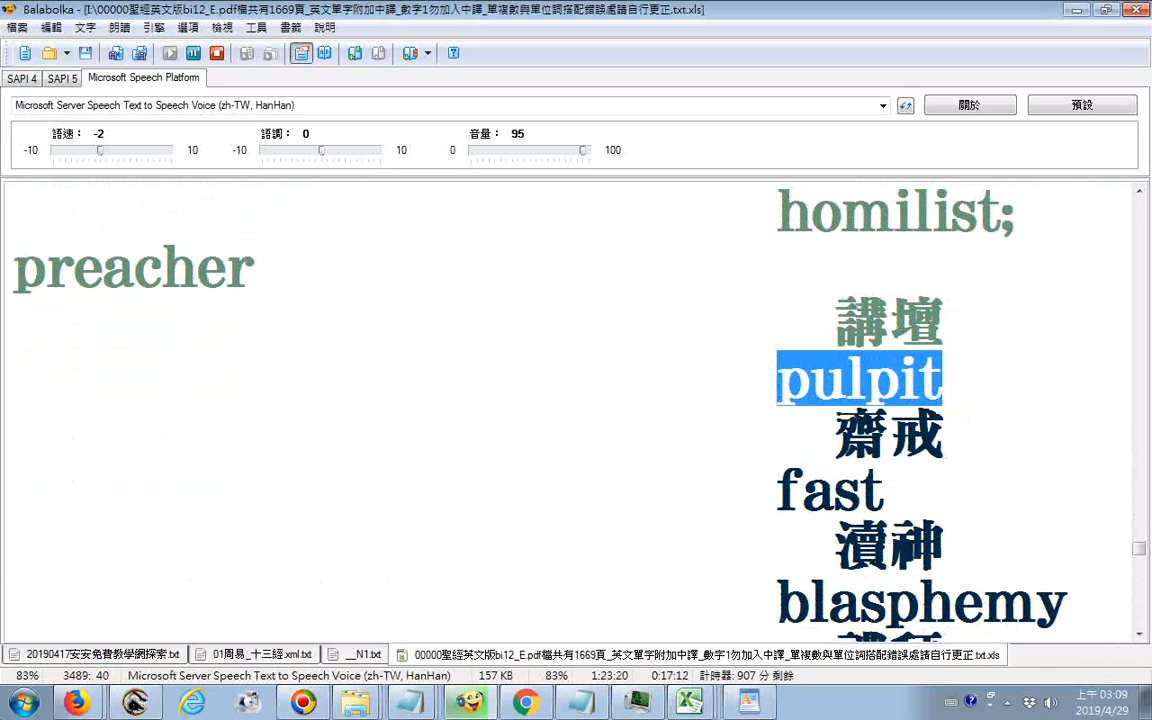 Balabolka - [I:\00000聖經英文版bi12_E.pdf檔共有1669頁_英文單字附加中譯_數字1勿加入中譯_單複數與單位詞搭配錯誤處請自行更正.txt.xls]
檔案 編輯 文字 朗讀 引擎 選項 檢視 工具 書籤 說明
SAPI 4 SAPI 5 Microsoft Speech Platform
Microsoft Server Speech Text to Speech Voice (zh-TW, HanHan) 關於 預設
語速： -2 語調： 0 音量： 95
-10 10 -10 10 0 100
homilist;
preacher
講壇
pulpit
齋戒
fast
瀆神
blasphemy
20190417安安免費教學網探索.txt 01周易_十三經.xml.txt __N1.txt 00000聖經英文版bi12_E.pdf檔共有1669頁_英文單字附加中譯_數字1勿加入中譯_單複數與單位詞搭配錯誤處請自行更正.txt.xls
83% 3489: 40 Microsoft Server Speech Text to Speech Voice (zh-TW, HanHan) 157 KB 83% 1:23:20 0:17:12 計時器: 907 分 剩餘
上午 03:09
2019/4/29